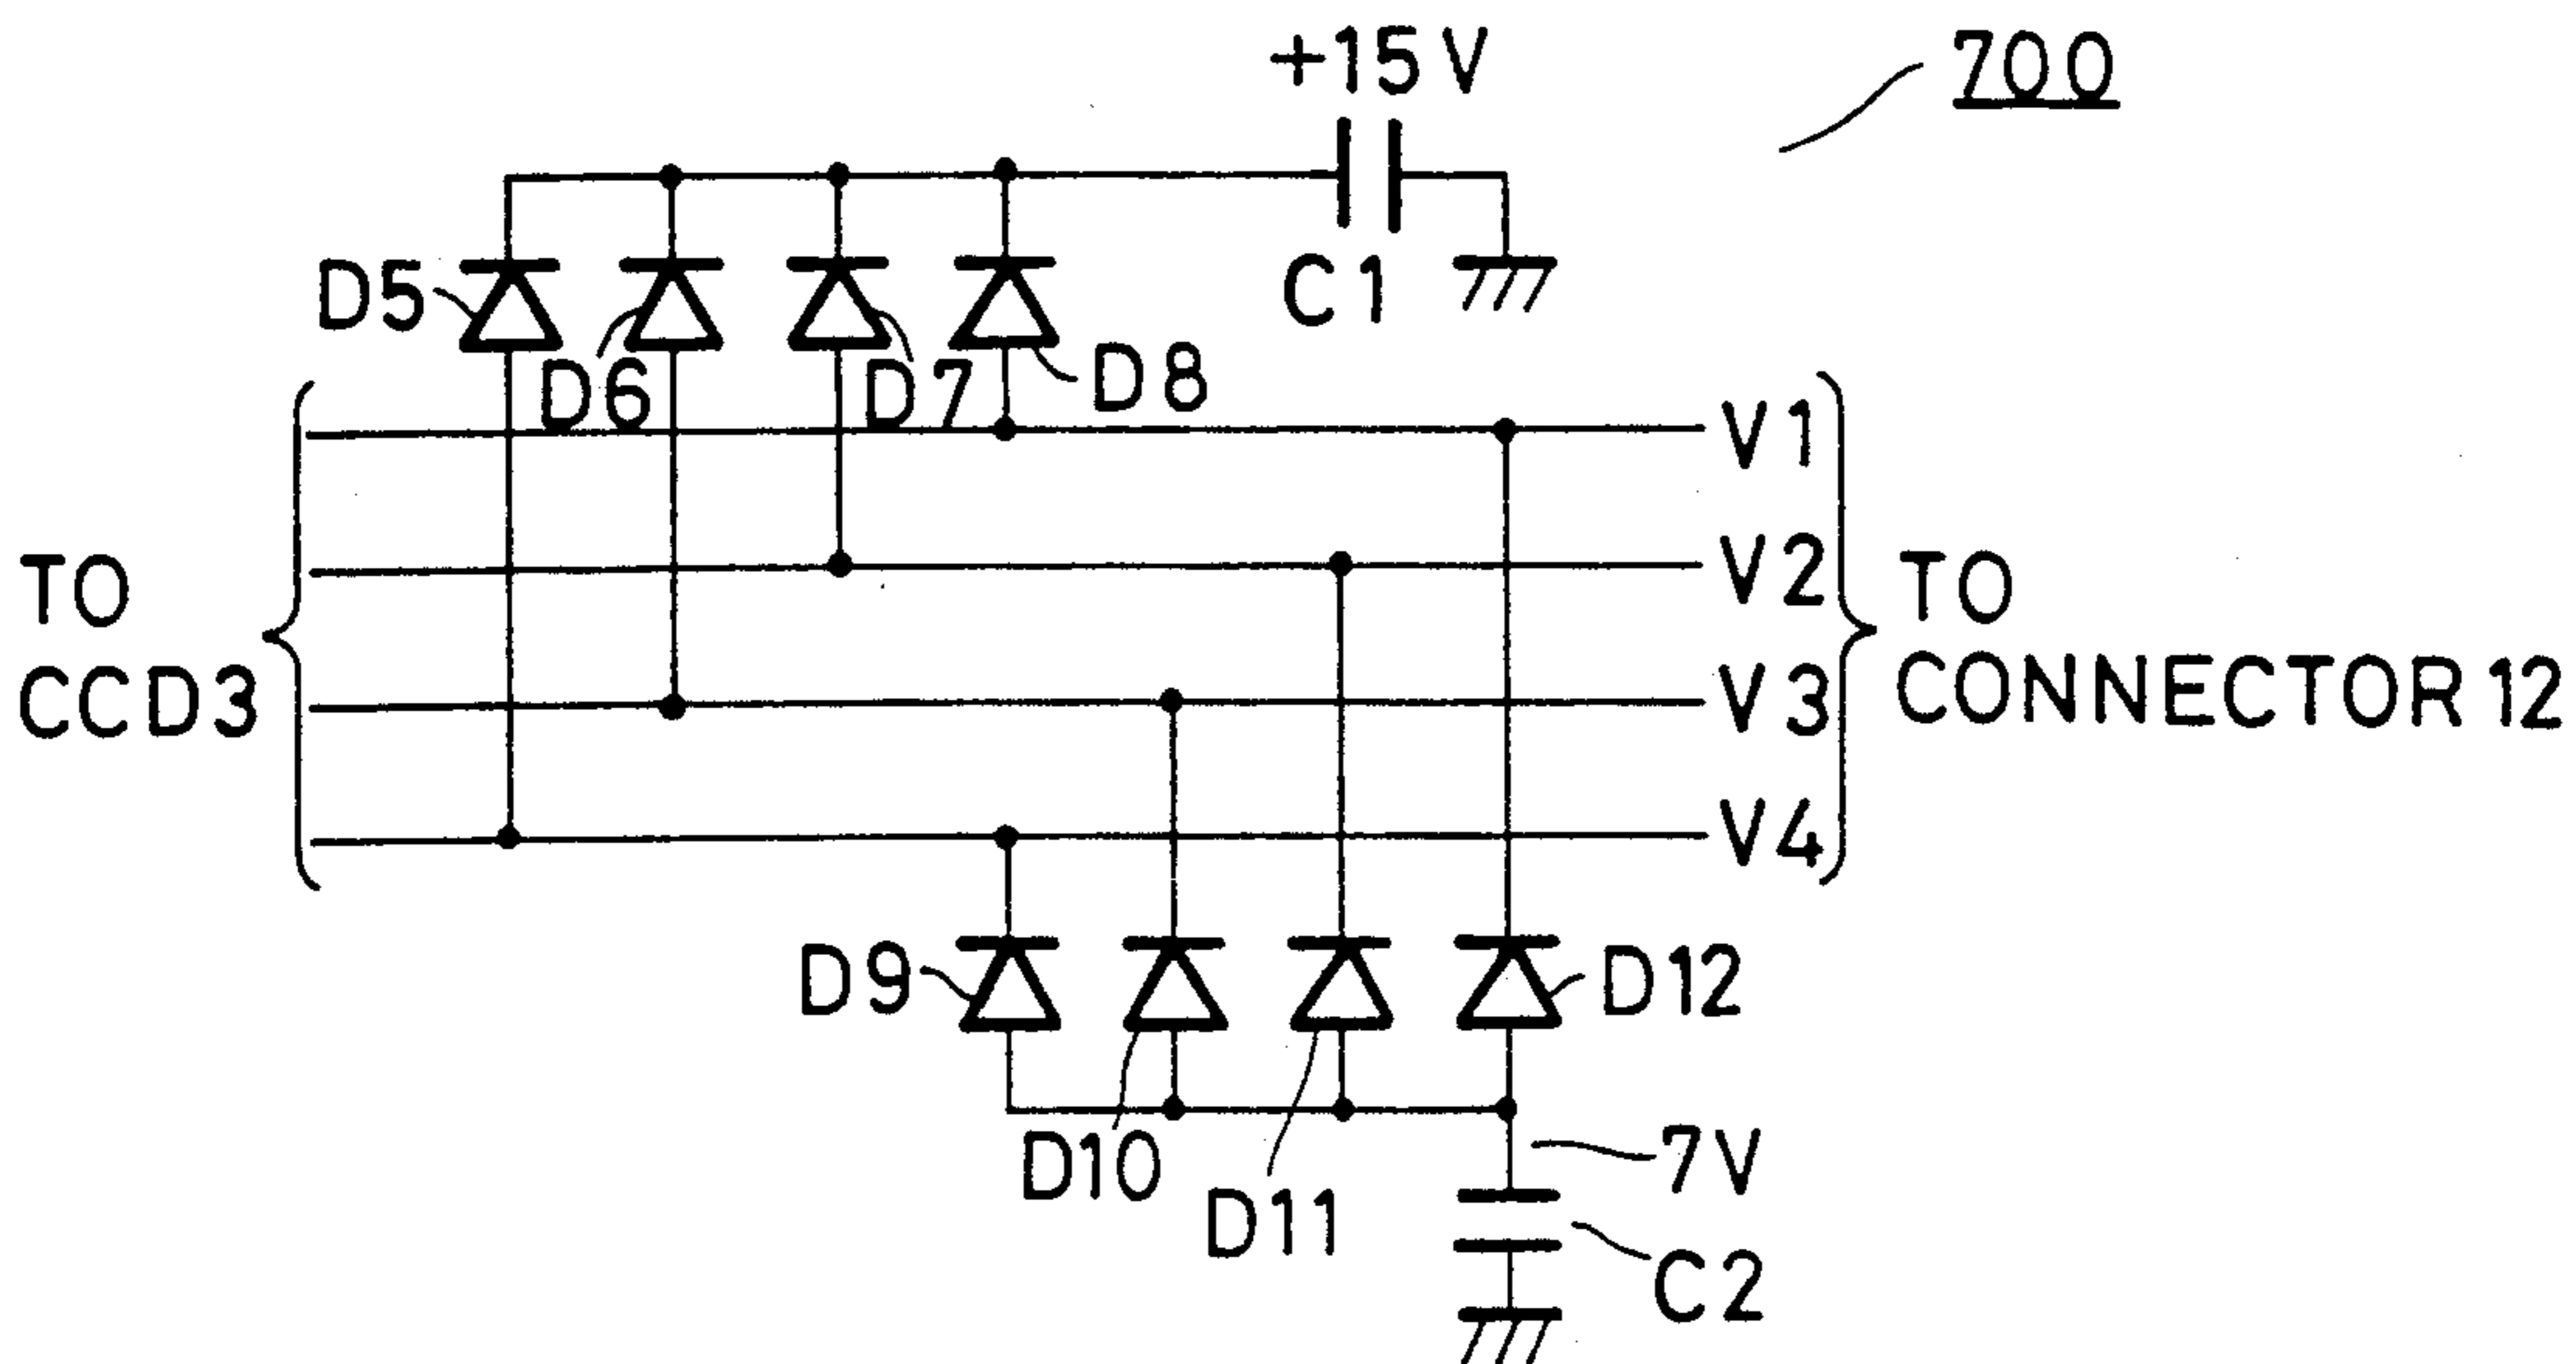 +15 V
700
C1
D5
D6
D7
D8
V1
V2
V3
V4
TO
CCD3
TO
CONNECTOR 12
D9
D12
D10
D11
7V
C2